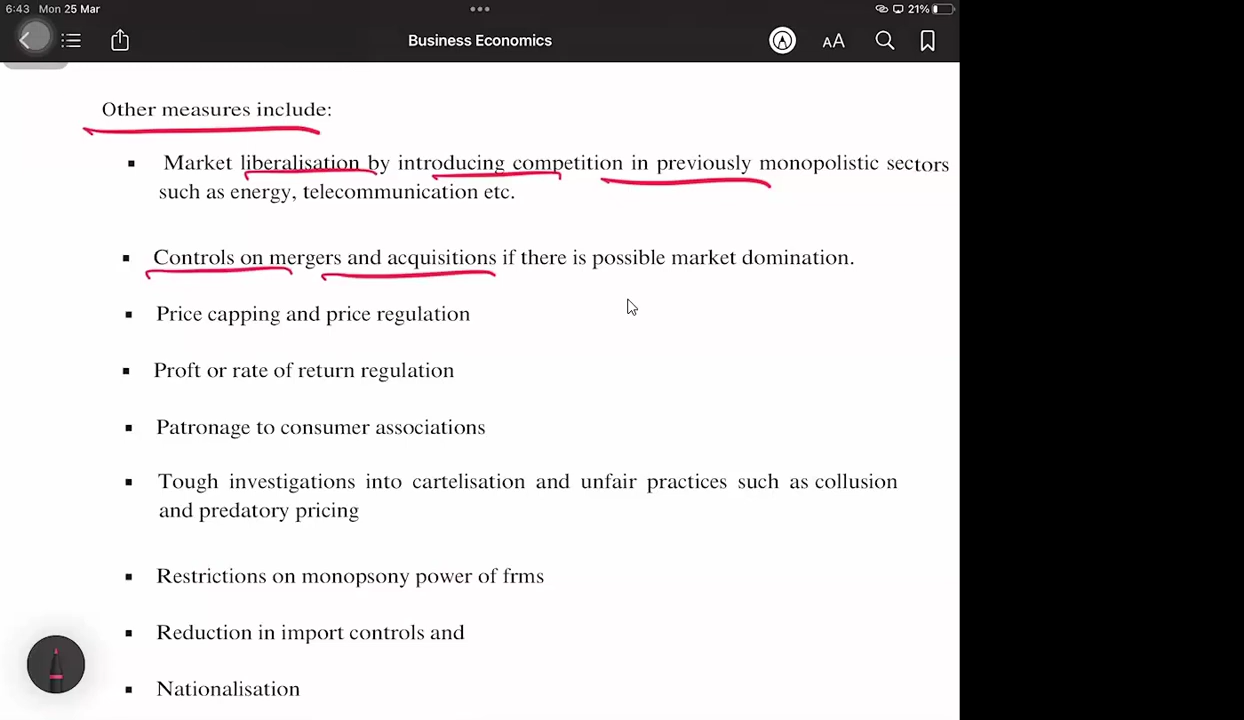 6:43 Mon 25 Mar
21%
Business Economics
AA
Other measures include:
▪ Market liberalisation by introducing competition in previously monopolistic sectors
such as energy, telecommunication etc.
▪ Controls on mergers and acquisitions if there is possible market domination.
▪ Price capping and price regulation
▪ Proft or rate of return regulation
▪ Patronage to consumer associations
▪ Tough investigations into cartelisation and unfair practices such as collusion
and predatory pricing
▪ Restrictions on monopsony power of frms
▪ Reduction in import controls and
▪ Nationalisation